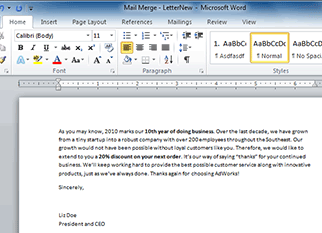 Mail Merge - LetterNew - Microsoft Word
Home Insert Page Layout References Mailings Review View
Calibri (Body) 11
AaBbCc AaBbCcDc AaBbC
1. Asdfasdf ¶ Normal ¶ No Spaci
Clipboard Font Paragraph Styles
As you may know, 2010 marks our 10th year of doing business. Over the last decade, we have grown
from a tiny startup into a robust company with over 200 employees throughout the Southeast. Our
growth would not have been possible without loyal customers like you. Therefore, we would like to
extend to you a 20% discount on your next order. It's our way of saying "thanks" for your continued
business. We'll keep working hard to provide the best possible customer service along with innovative
products, just as we've always done. Thanks again for choosing AdWorks!
Sincerely,
Liz Doe
President and CEO